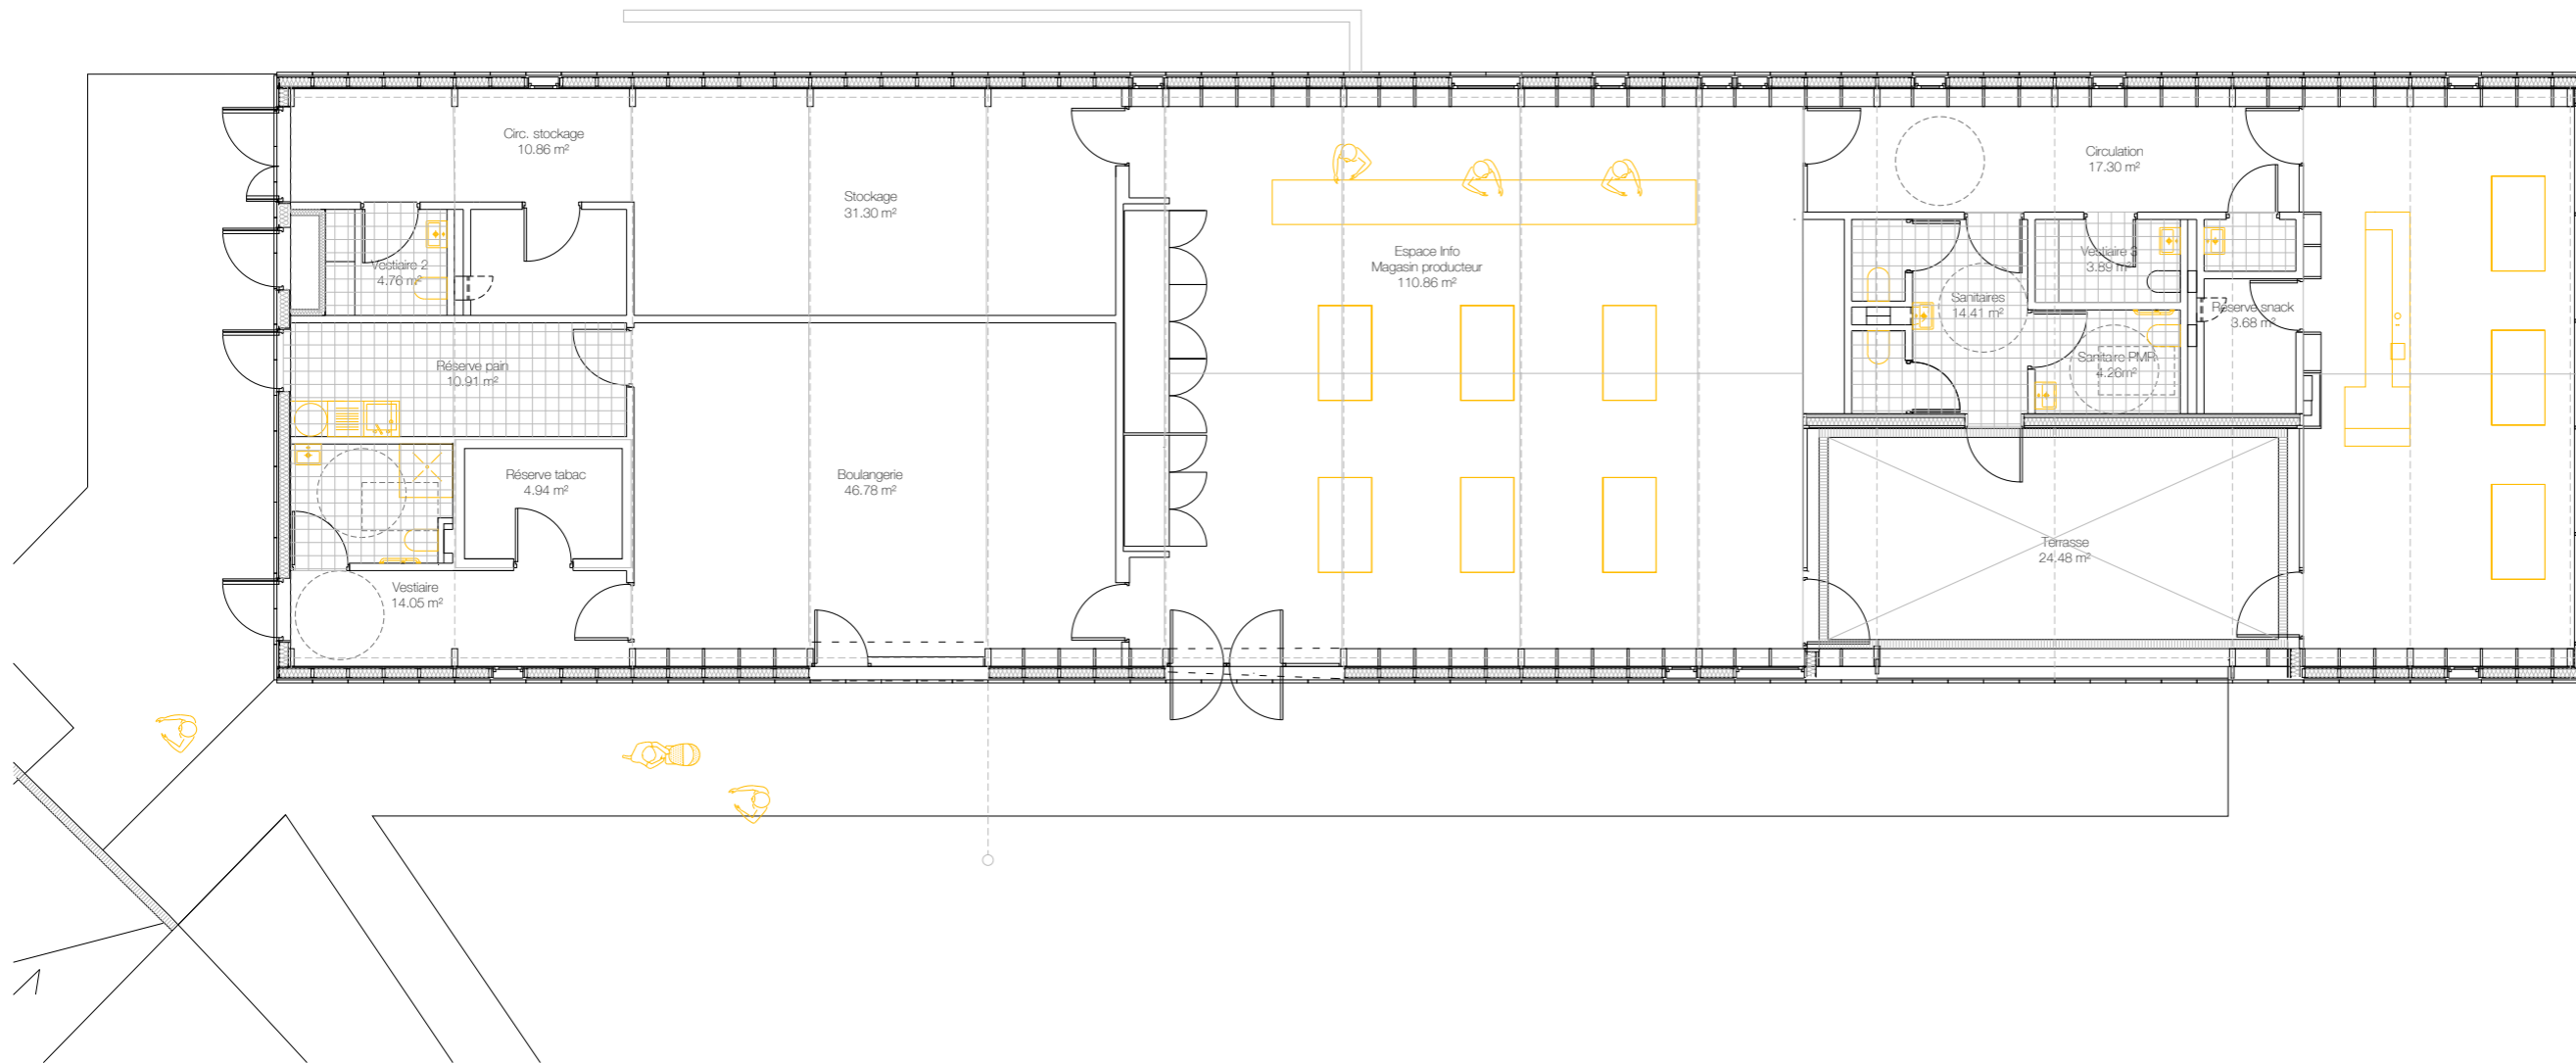 Circ. stockage
10.86 m²
Stockage
31.30 m²
Vestiaire 2
4.76 m²
Réserve pain
10.91 m²
Réserve tabac
4.94 m²
Boulangerie
46.78 m²
Vestiaire
14.05 m²
Espace Info
Magasin producteur
110.86 m²
Circulation
17.30 m²
Vestiaire 3
3.89 m²
Sanitaires
14.41 m²
Réserve snack
3.68 m²
Sanitaire PMR
4.26m²
Terrasse
24.48 m²